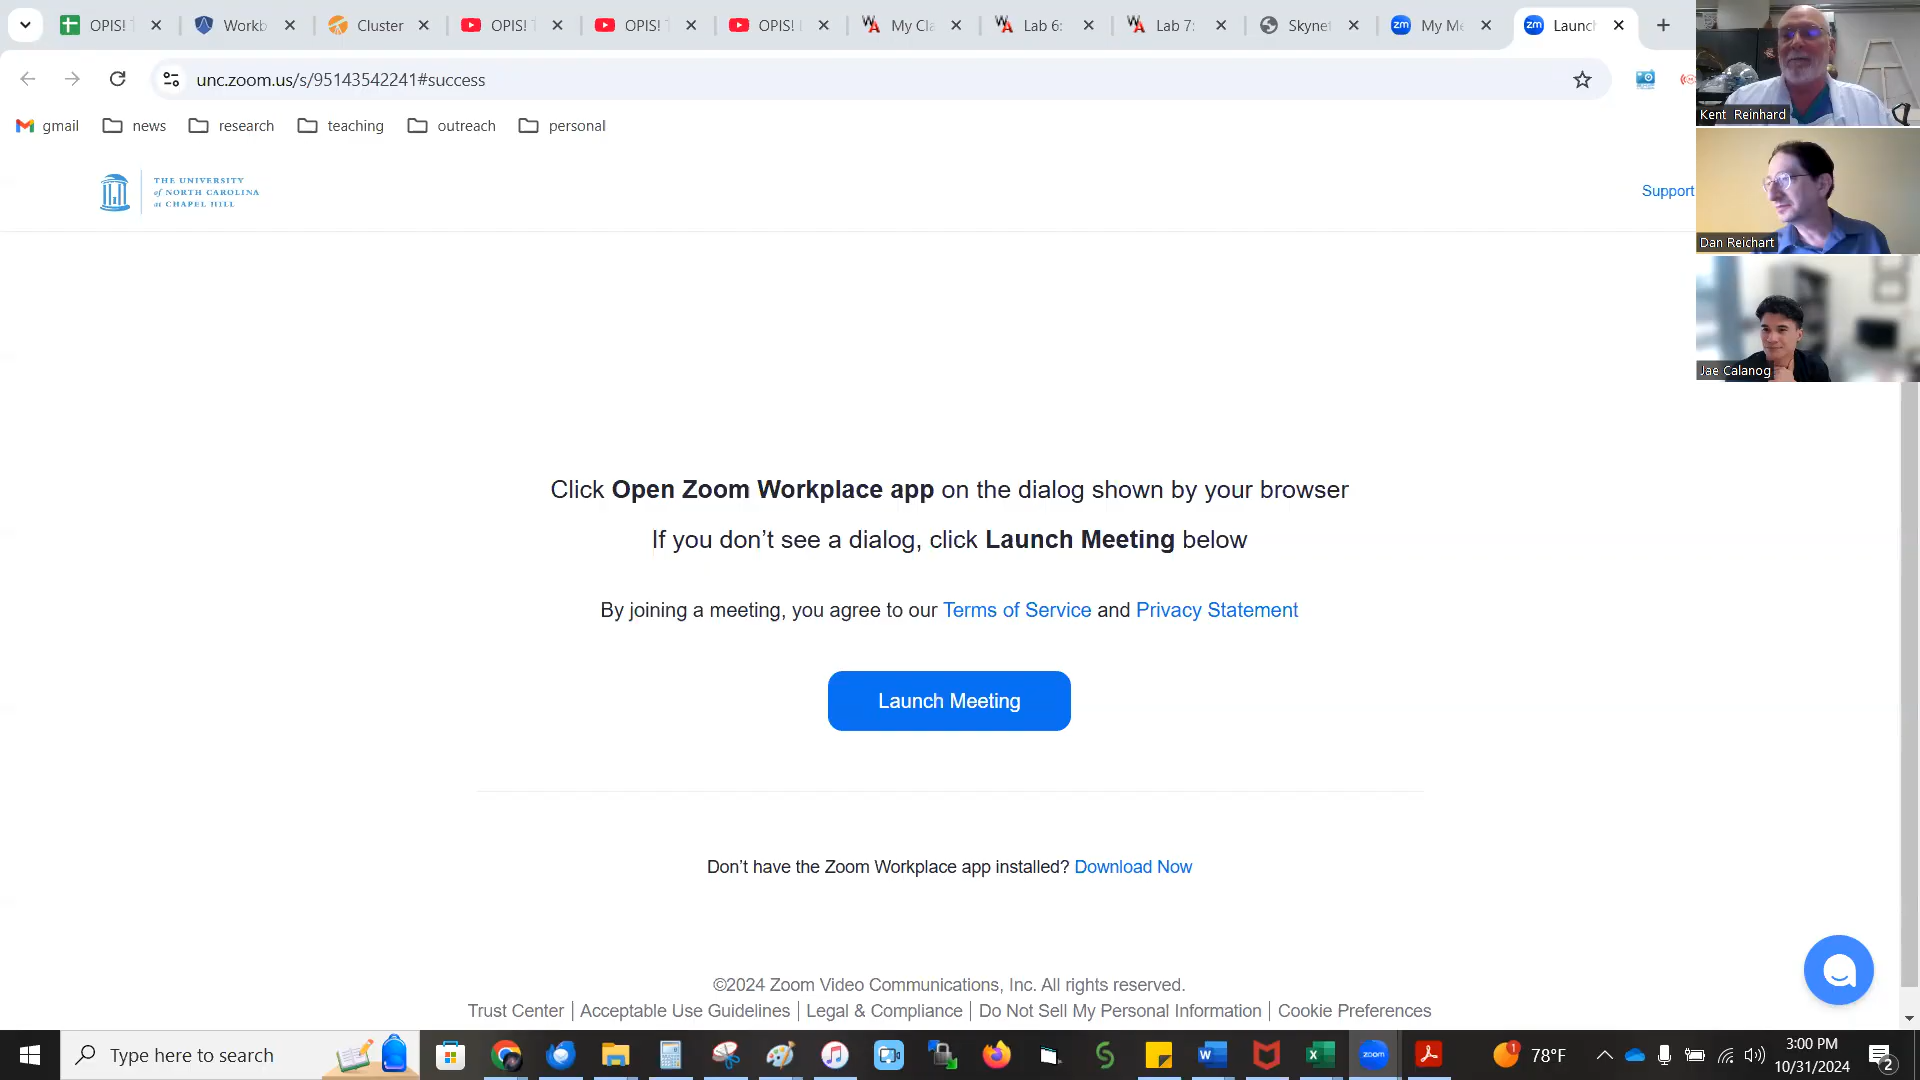 OPIS! T
Workb
Cluster
OPIS! T
OPIS! T
OPIS! L
My Cla
Lab 6:
Lab 7:
Skynet
My Me
Launch
unc.zoom.us/s/95143542241#success
gmail
news
research
teaching
outreach
personal
THE UNIVERSITY
of NORTH CAROLINA
at CHAPEL HILL
Support
Kent Reinhard
Dan Reichart
Jae Calanog
Click Open Zoom Workplace app on the dialog shown by your browser
If you don’t see a dialog, click Launch Meeting below
By joining a meeting, you agree to our Terms of Service and Privacy Statement
Launch Meeting
Don’t have the Zoom Workplace app installed? Download Now
©2024 Zoom Video Communications, Inc. All rights reserved.
Trust Center | Acceptable Use Guidelines | Legal & Compliance | Do Not Sell My Personal Information | Cookie Preferences
Type here to search
zoom
1
78°F
3:00 PM
10/31/2024
2